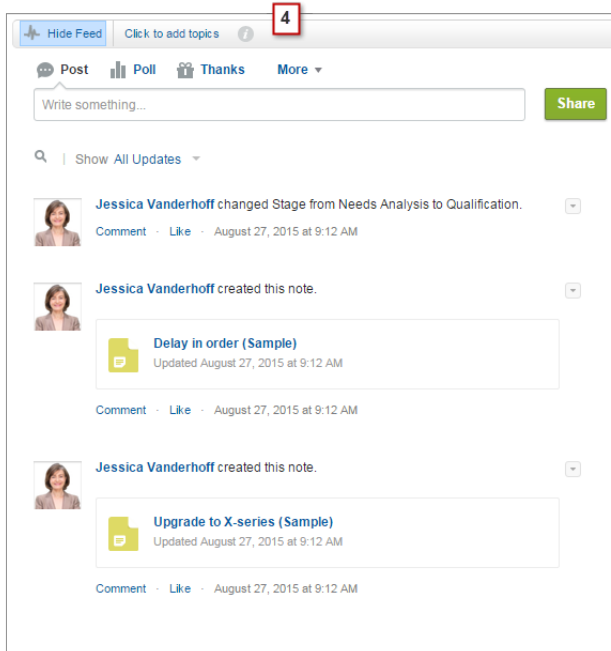 4
Hide Feed Click to add topics i
Post Poll Thanks More
Write something... Share
Show All Updates
Jessica Vanderhoff changed Stage from Needs Analysis to Qualification.
Comment · Like · August 27, 2015 at 9:12 AM
Jessica Vanderhoff created this note.
Delay in order (Sample)
Updated August 27, 2015 at 9:12 AM
Comment · Like · August 27, 2015 at 9:12 AM
Jessica Vanderhoff created this note.
Upgrade to X-series (Sample)
Updated August 27, 2015 at 9:12 AM
Comment · Like · August 27, 2015 at 9:12 AM